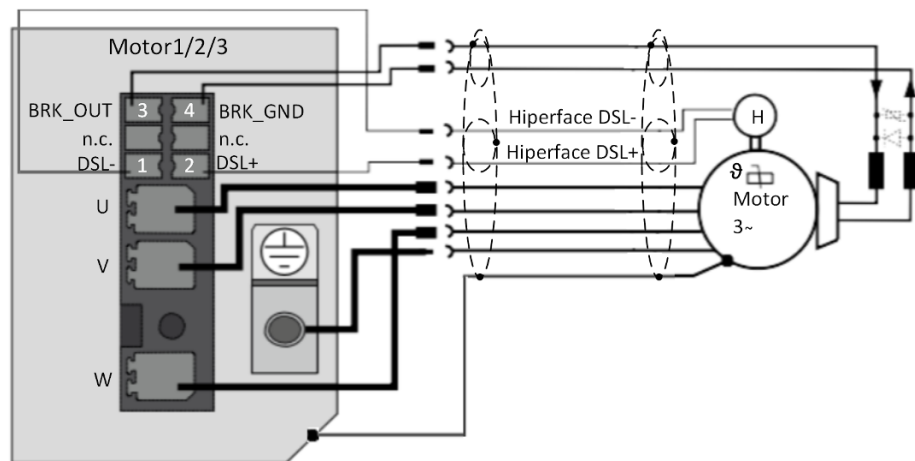 Motor1/2/3
BRK_OUT 3 4 BRK_GND
n.c. n.c.
DSL- 1 2 DSL+
U
V
W
Hiperface DSL-
Hiperface DSL+
H
ϑ
Motor
3~